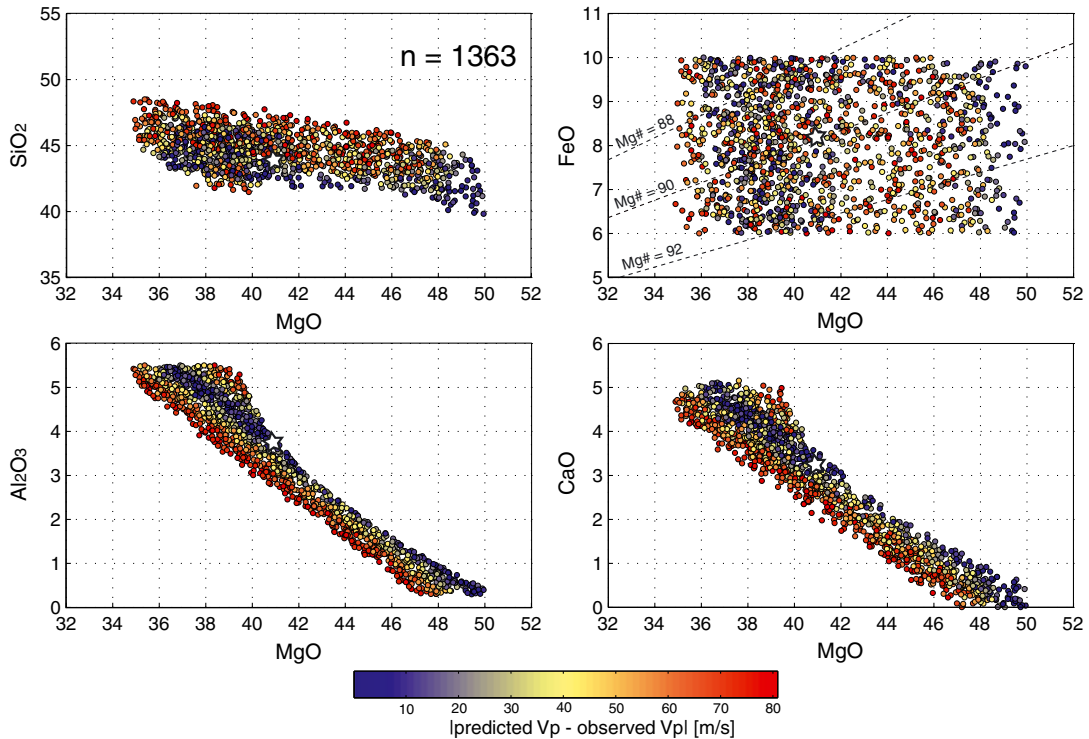 55
50
45
40
35
SiO2
n = 1363
32 34 36 38 40 42 44 46 48 50 52
MgO
11
10
9
8
7
6
5
FeO
Mg# = 88
Mg# = 90
Mg# = 92
32 34 36 38 40 42 44 46 48 50 52
MgO
6
5
4
3
2
1
0
Al2O3
32 34 36 38 40 42 44 46 48 50 52
MgO
6
5
4
3
2
1
0
CaO
32 34 36 38 40 42 44 46 48 50 52
MgO
10 20 30 40 50 60 70 80
|predicted Vp - observed Vp| [m/s]